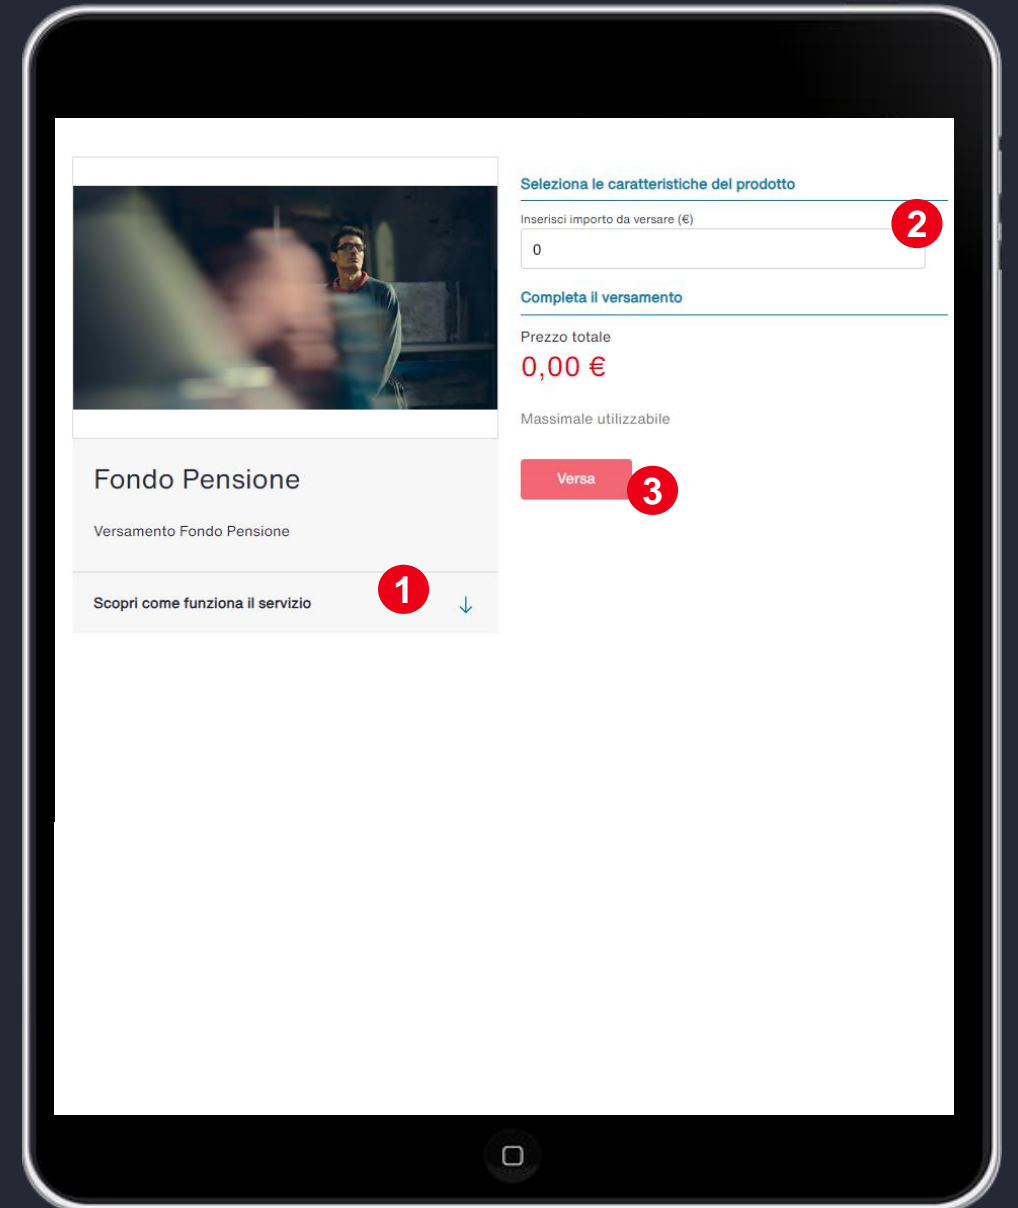 Fondo Pensione
Versamento Fondo Pensione
Scopri come funziona il servizio
1
Seleziona le caratteristiche del prodotto
Inserisci importo da versare (€)
2
0
Completa il versamento
Prezzo totale
0,00 €
Massimale utilizzabile
Versa
3